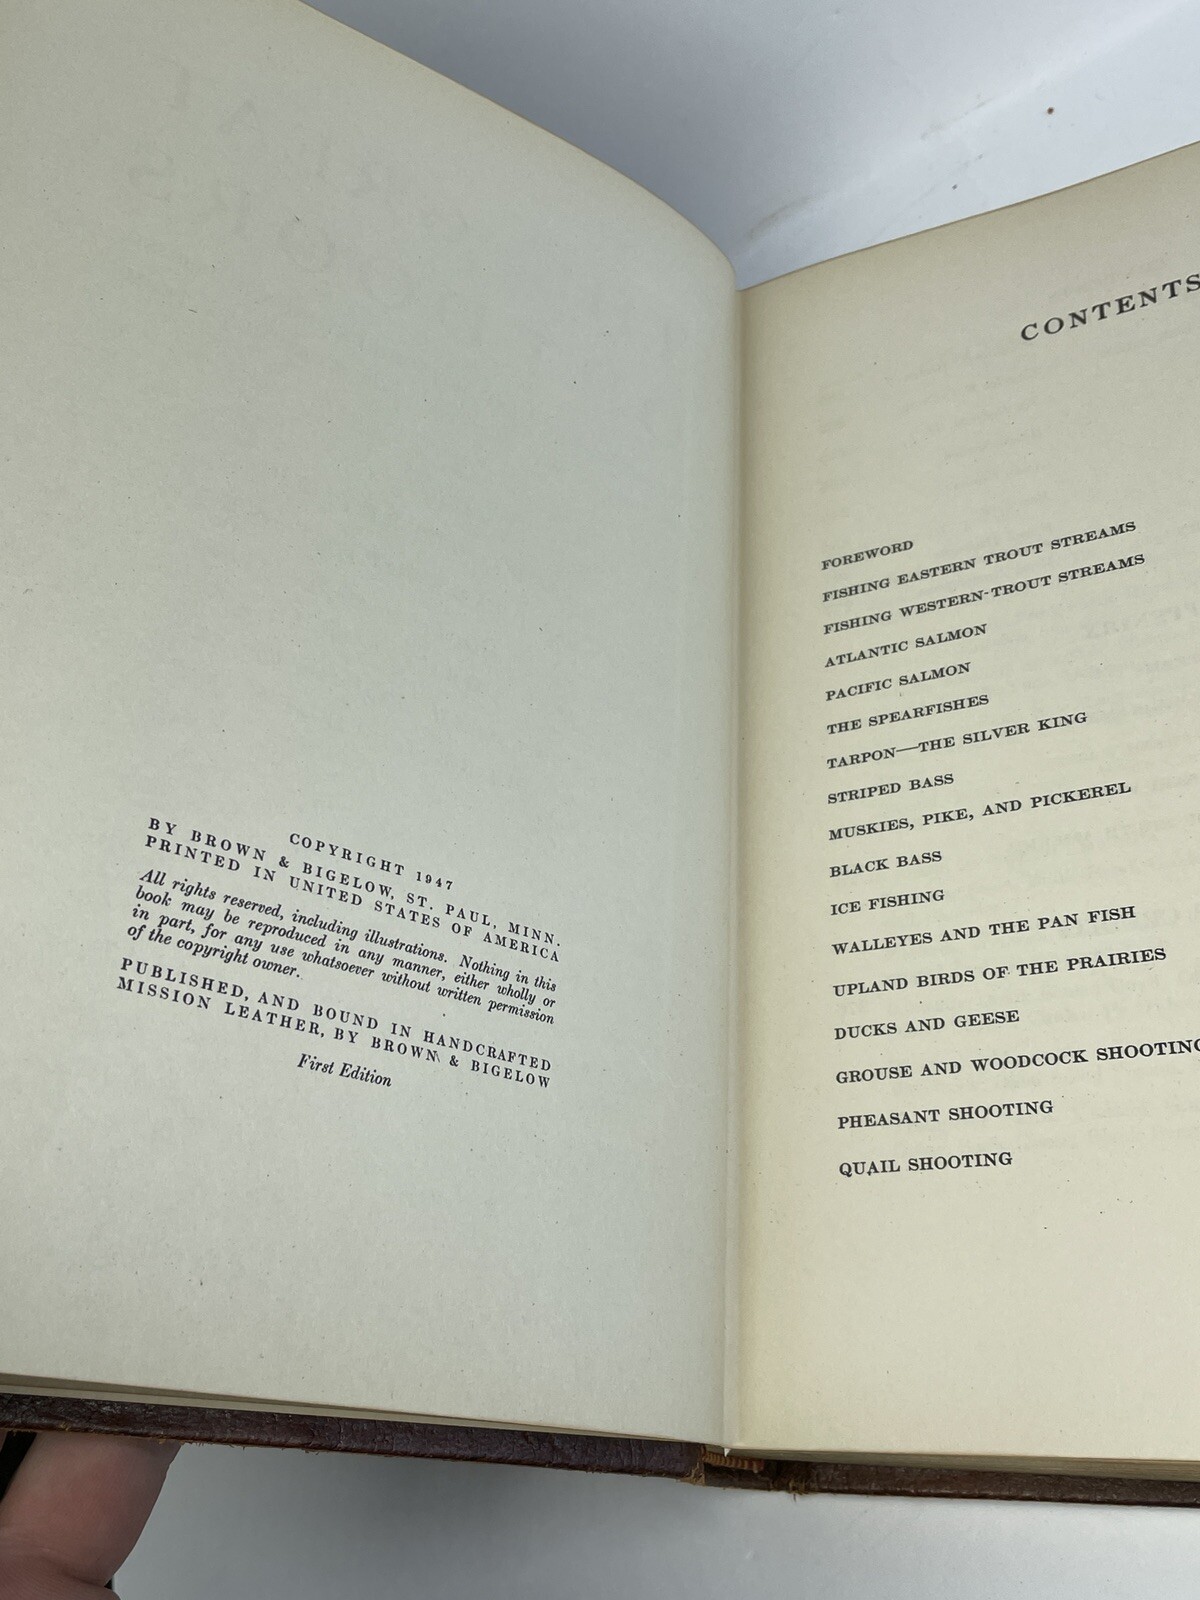 COPYRIGHT 1947
BY BROWN & BIGELOW, ST. PAUL, MINN.
PRINTED IN UNITED STATES OF AMERICA
All rights reserved, including illustrations. Nothing in this
book may be reproduced in any manner, either wholly or
in part, for any use whatsoever without written permission
of the copyright owner.
PUBLISHED, AND BOUND IN HANDCRAFTED
MISSION LEATHER, BY BROWN & BIGELOW
First Edition
CONTENTS
FOREWORD
FISHING EASTERN TROUT STREAMS
FISHING WESTERN-TROUT STREAMS
ATLANTIC SALMON
PACIFIC SALMON
THE SPEARFISHES
TARPON—THE SILVER KING
STRIPED BASS
MUSKIES, PIKE, AND PICKEREL
BLACK BASS
ICE FISHING
WALLEYES AND THE PAN FISH
UPLAND BIRDS OF THE PRAIRIES
DUCKS AND GEESE
GROUSE AND WOODCOCK SHOOTING
PHEASANT SHOOTING
QUAIL SHOOTING